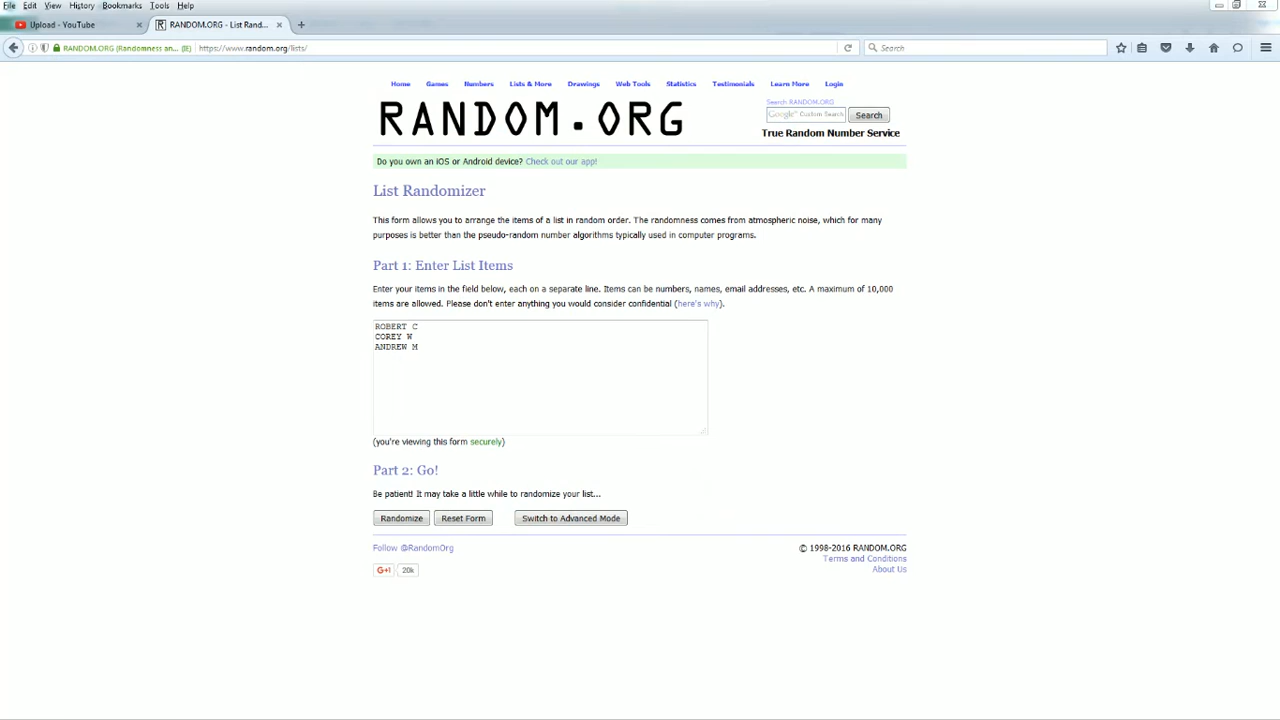 File Edit View History Bookmarks Tools Help
Upload - YouTube × RANDOM.ORG - List Rand... × +
RANDOM.ORG (Randomness an... (IE) https://www.random.org/lists/ Search
Home Games Numbers Lists & More Drawings Web Tools Statistics Testimonials Learn More Login
RANDOM.ORG
Search RANDOM.ORG
Google™ Custom Search Search
True Random Number Service
Do you own an iOS or Android device? Check out our app!
List Randomizer
This form allows you to arrange the items of a list in random order. The randomness comes from atmospheric noise, which for many
purposes is better than the pseudo-random number algorithms typically used in computer programs.
Part 1: Enter List Items
Enter your items in the field below, each on a separate line. Items can be numbers, names, email addresses, etc. A maximum of 10,000
items are allowed. Please don't enter anything you would consider confidential (here's why).
ROBERT C
COREY W
ANDREW M
(you're viewing this form securely)
Part 2: Go!
Be patient! It may take a little while to randomize your list...
Randomize Reset Form Switch to Advanced Mode
Follow @RandomOrg
G+1 20k
© 1998-2016 RANDOM.ORG
Terms and Conditions
About Us